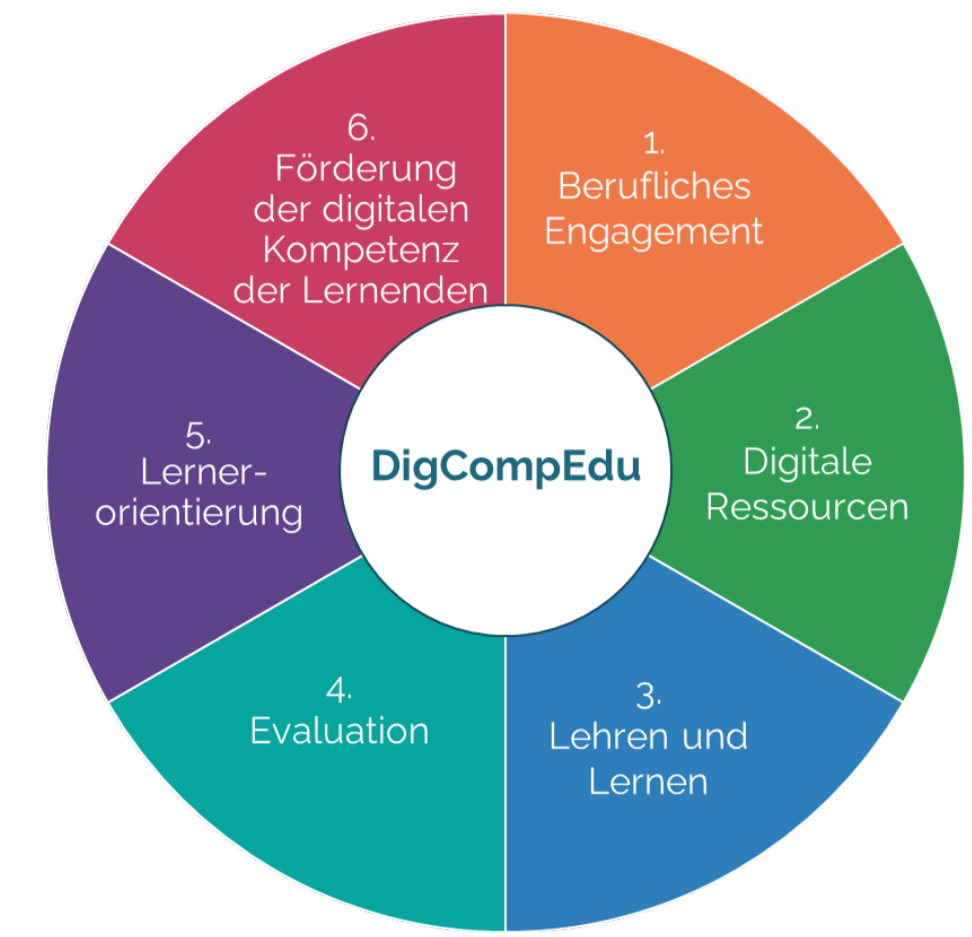 1.
Berufliches
Engagement
2.
Digitale
Ressourcen
3.
Lehren und
Lernen
4.
Evaluation
5.
Lerner-
orientierung
6.
Förderung
der digitalen
Kompetenz
der Lernenden
DigCompEdu